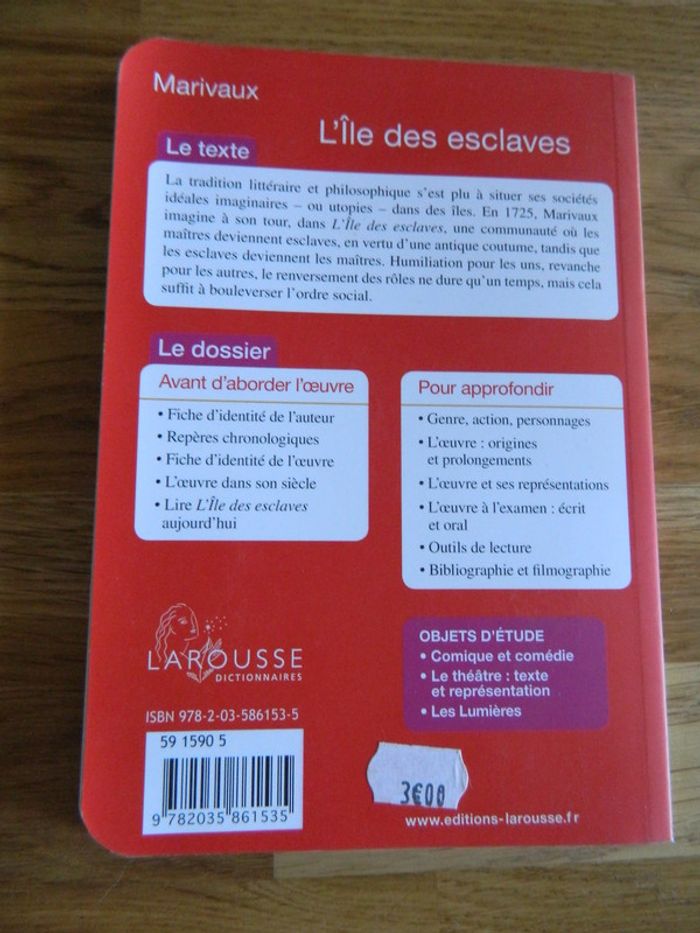 Marivaux
L'Île des esclaves
Le texte
La tradition littéraire et philosophique s'est plu à situer ses sociétés
idéales imaginaires – ou utopies – dans des îles. En 1725, Marivaux
imagine à son tour, dans L'Île des esclaves, une communauté où les
maîtres deviennent esclaves, en vertu d'une antique coutume, tandis que
les esclaves deviennent les maîtres. Humiliation pour les uns, revanche
pour les autres, le renversement des rôles ne dure qu'un temps, mais cela
suffit à bouleverser l'ordre social.
Le dossier
Avant d'aborder l'œuvre
• Fiche d'identité de l'auteur
• Repères chronologiques
• Fiche d'identité de l'œuvre
• L'œuvre dans son siècle
• Lire L'Île des esclaves
aujourd'hui
Pour approfondir
• Genre, action, personnages
• L'œuvre : origines
et prolongements
• L'œuvre et ses représentations
• L'œuvre à l'examen : écrit
et oral
• Outils de lecture
• Bibliographie et filmographie
OBJETS D'ÉTUDE
• Comique et comédie
• Le théâtre : texte
et représentation
• Les Lumières
LAROUSSE
DICTIONNAIRES
ISBN 978-2-03-586153-5
59 1590 5
9 782035 861535
3€00
www.editions-larousse.fr